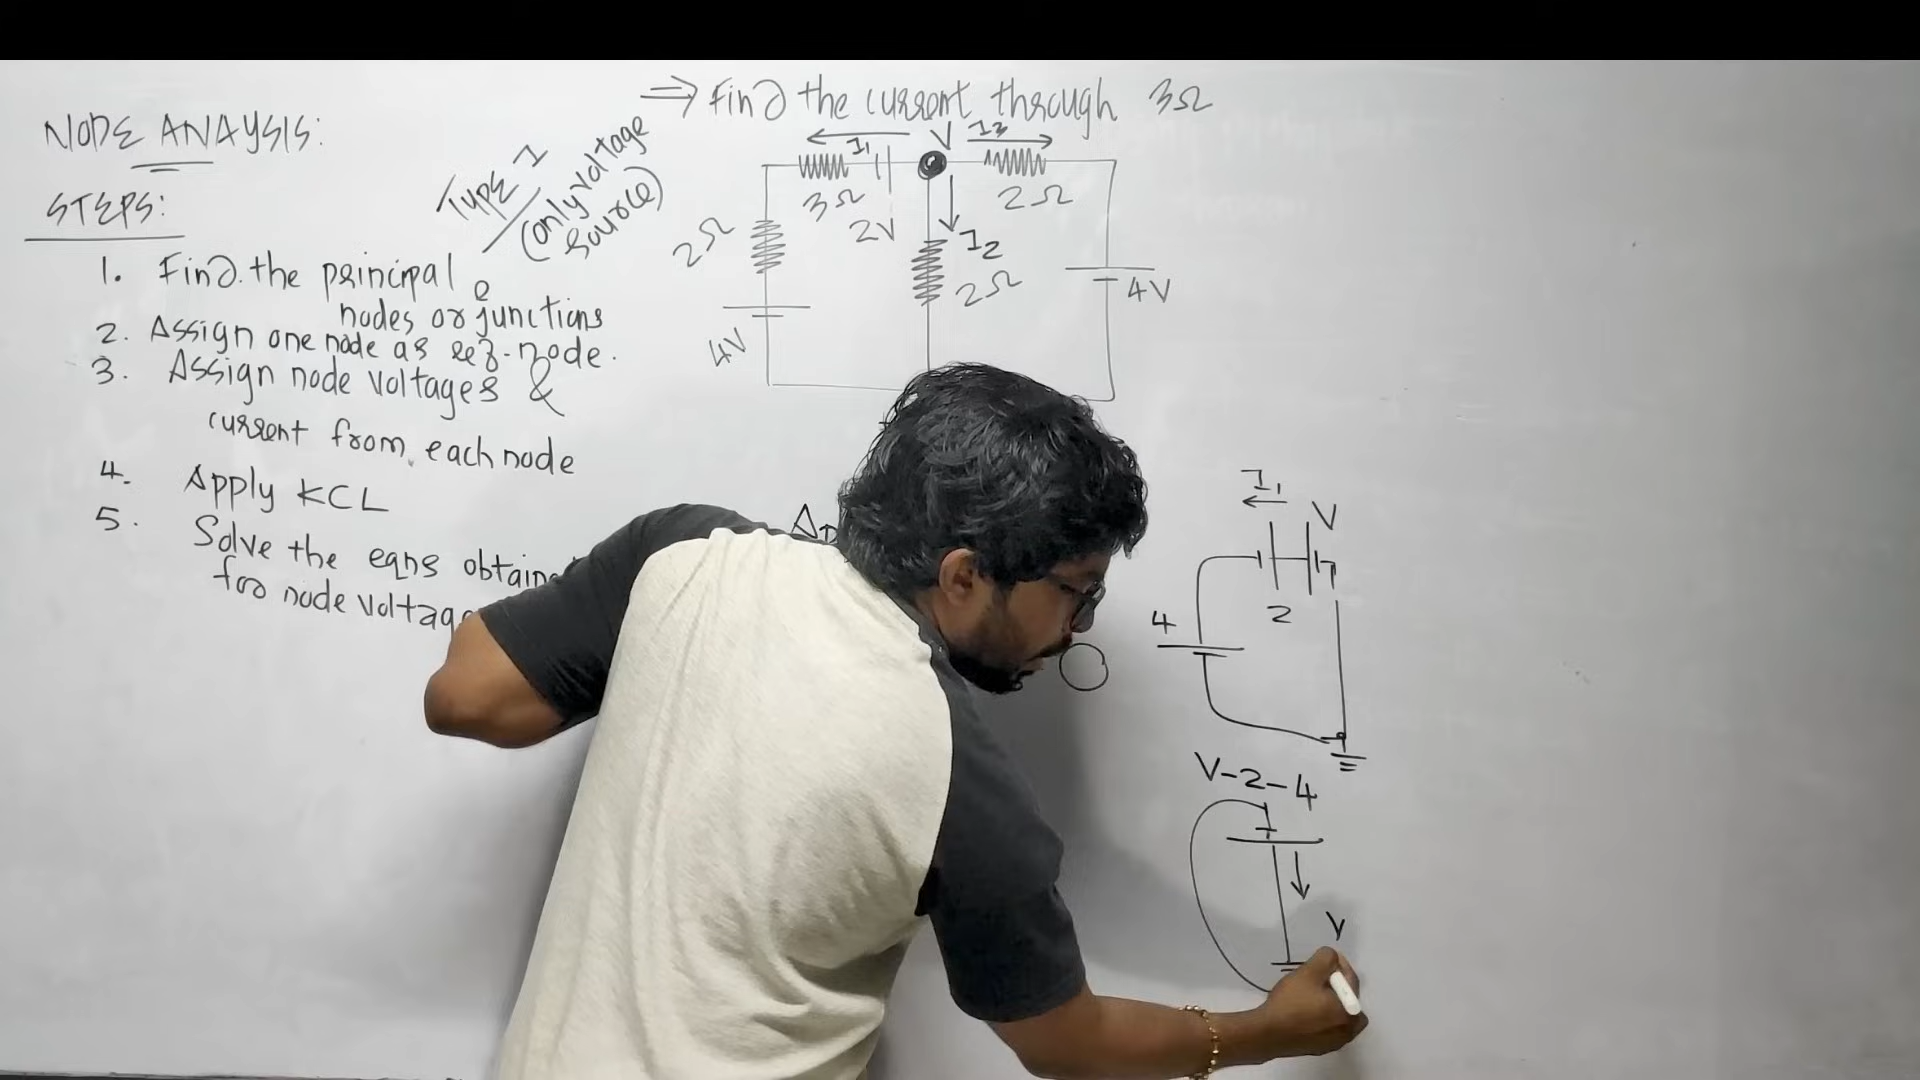 NODE ANAYSIS:
STEPS:
1. Find the principal
nodes or junctions
2. Assign one node as ref-node.
3. Assign node voltages &
current from each node
4. Apply KCL
5. Solve the eqns
for node
TYPE 1
(only voltage
source)
⇒ Find the current through 3Ω
I₁
V
I₃
3Ω
2V
2Ω
2Ω
I₂
2Ω
4V
4V
I₁
V
2
4
V-2-4
V